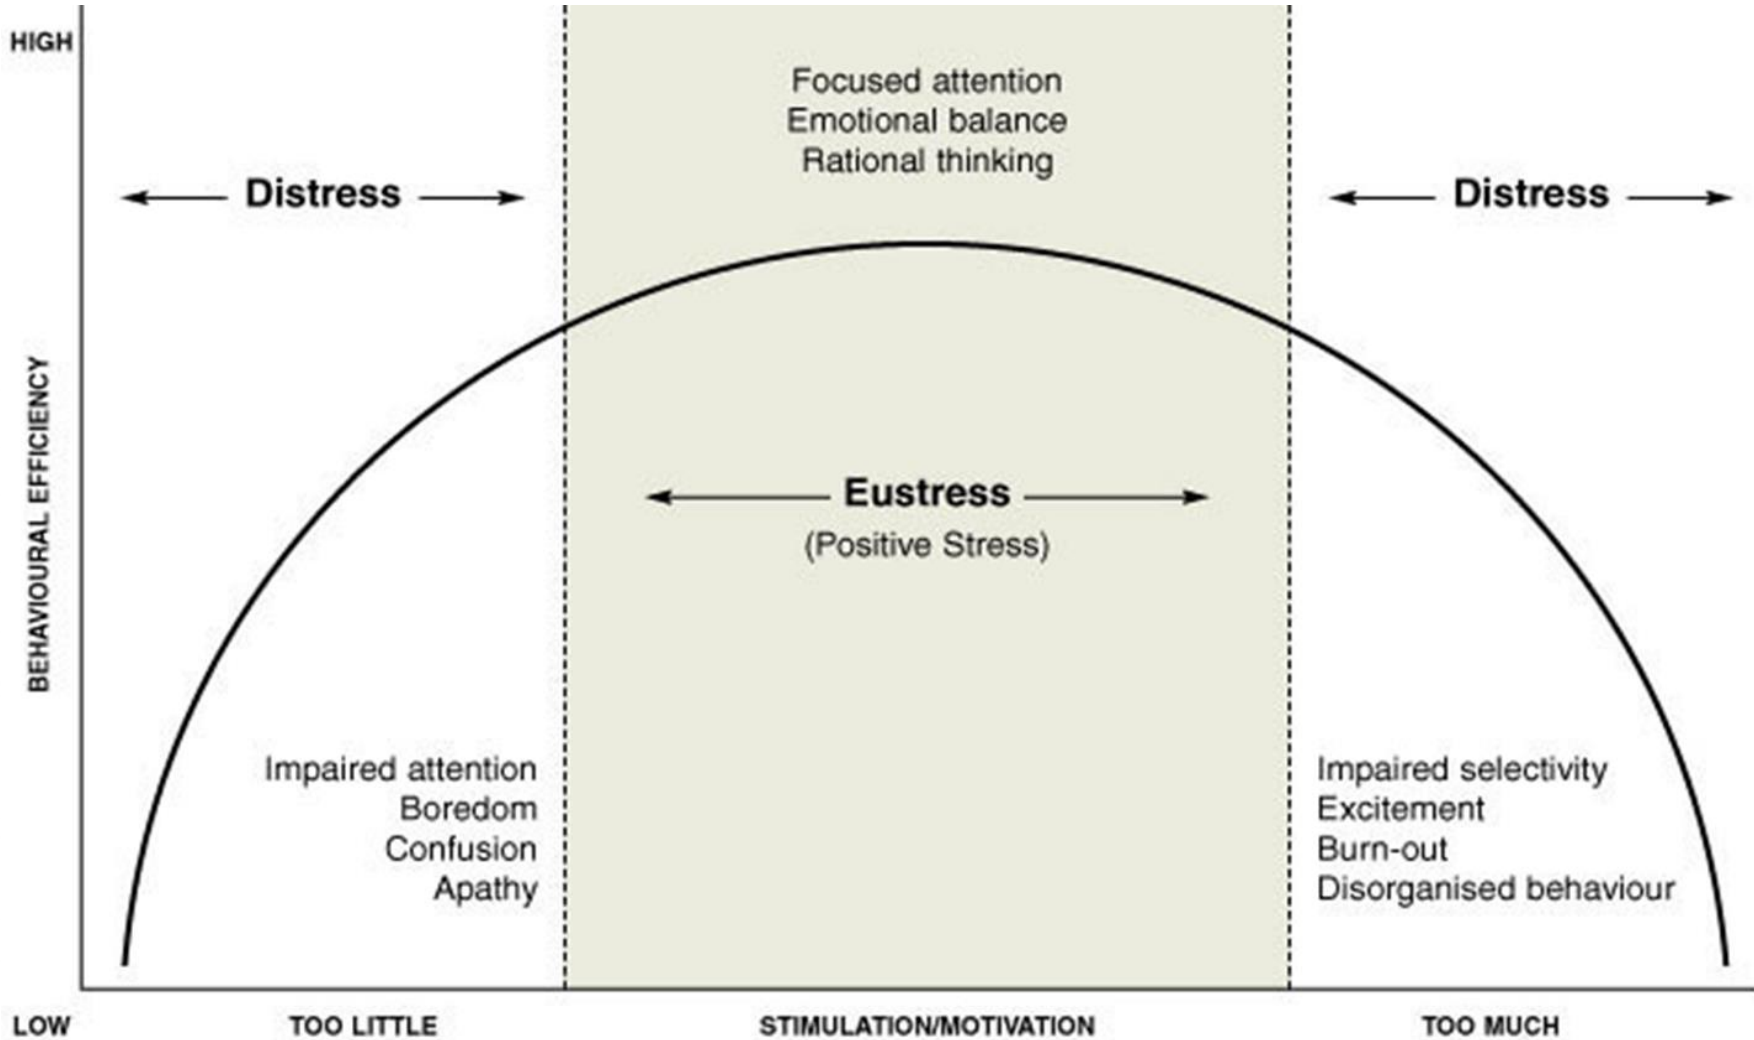 HIGH
Focused attention
Emotional balance
Rational thinking
Distress
Distress
BEHAVIOURAL EFFICIENCY
Eustress
(Positive Stress)
Impaired attention
Boredom
Confusion
Apathy
Impaired selectivity
Excitement
Burn-out
Disorganised behaviour
LOW
TOO LITTLE
STIMULATION/MOTIVATION
TOO MUCH